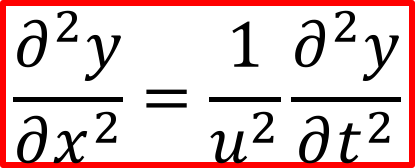 ∂²y/∂x² = 1/u² ∂²y/∂t²